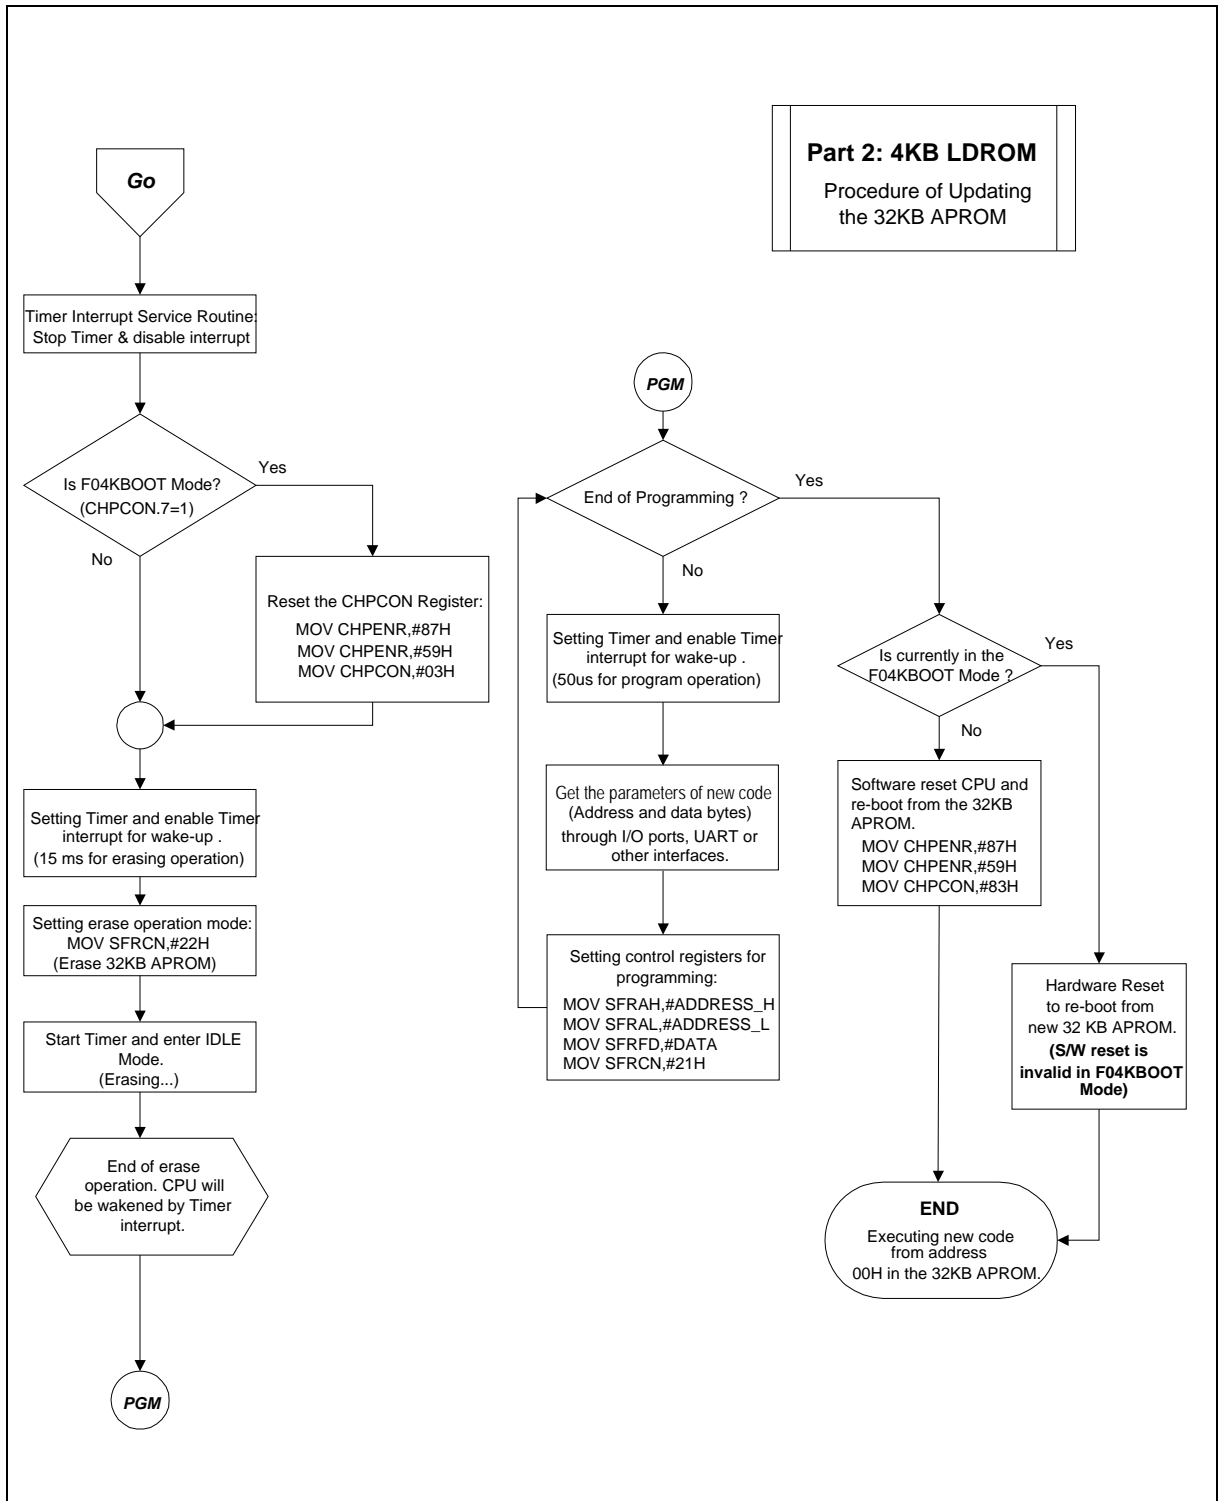 Part 2: 4KB LDROM
Procedure of Updating
the 32KB APROM
Go
Timer Interrupt Service Routine:
Stop Timer & disable interrupt
Is F04KBOOT Mode?
(CHPCON.7=1)
Yes
No
Reset the CHPCON Register:
MOV CHPENR,#87H
MOV CHPENR,#59H
MOV CHPCON,#03H
Setting Timer and enable Timer
interrupt for wake-up .
(15 ms for erasing operation)
Setting erase operation mode:
MOV SFRCN,#22H
(Erase 32KB APROM)
Start Timer and enter IDLE
Mode.
(Erasing...)
End of erase
operation. CPU will
be wakened by Timer
interrupt.
PGM
PGM
End of Programming ?
Yes
No
Setting Timer and enable Timer
interrupt for wake-up .
(50us for program operation)
Get the parameters of new code
(Address and data bytes)
through I/O ports, UART or
other interfaces.
Setting control registers for
programming:
MOV SFRAH,#ADDRESS_H
MOV SFRAL,#ADDRESS_L
MOV SFRFD,#DATA
MOV SFRCN,#21H
Is currently in the
F04KBOOT Mode ?
Yes
No
Software reset CPU and
re-boot from the 32KB
APROM.
MOV CHPENR,#87H
MOV CHPENR,#59H
MOV CHPCON,#83H
Hardware Reset
to re-boot from
new 32 KB APROM.
(S/W reset is
invalid in F04KBOOT
Mode)
END
Executing new code
from address
00H in the 32KB APROM.